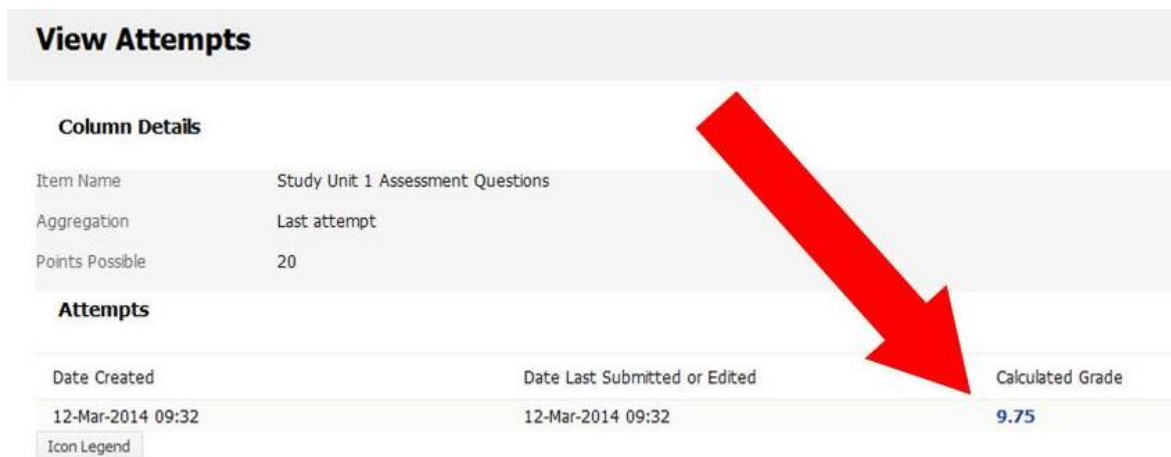 View Attempts
Column Details
Item Name Study Unit 1 Assessment Questions
Aggregation Last attempt
Points Possible 20
Attempts
Date Created Date Last Submitted or Edited Calculated Grade
12-Mar-2014 09:32 12-Mar-2014 09:32 9.75
Icon Legend